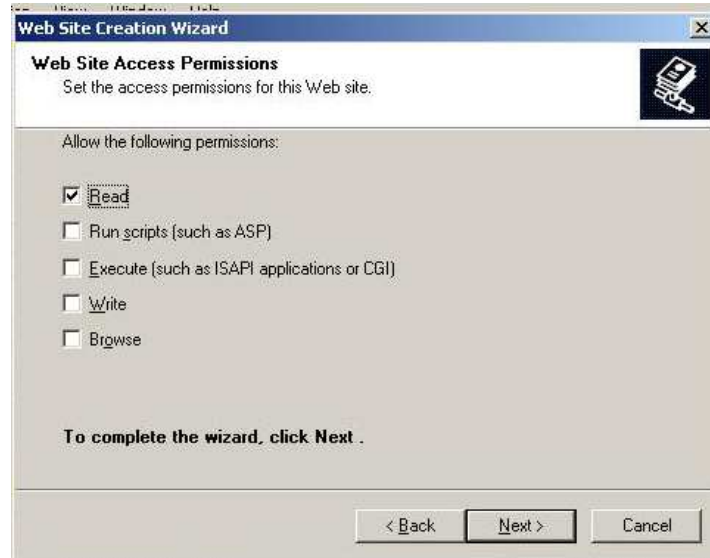 Web Site Creation Wizard
Web Site Access Permissions
Set the access permissions for this Web site.
Allow the following permissions:
Read
Run scripts (such as ASP)
Execute (such as ISAPI applications or CGI)
Write
Browse
To complete the wizard, click Next .
< Back Next > Cancel